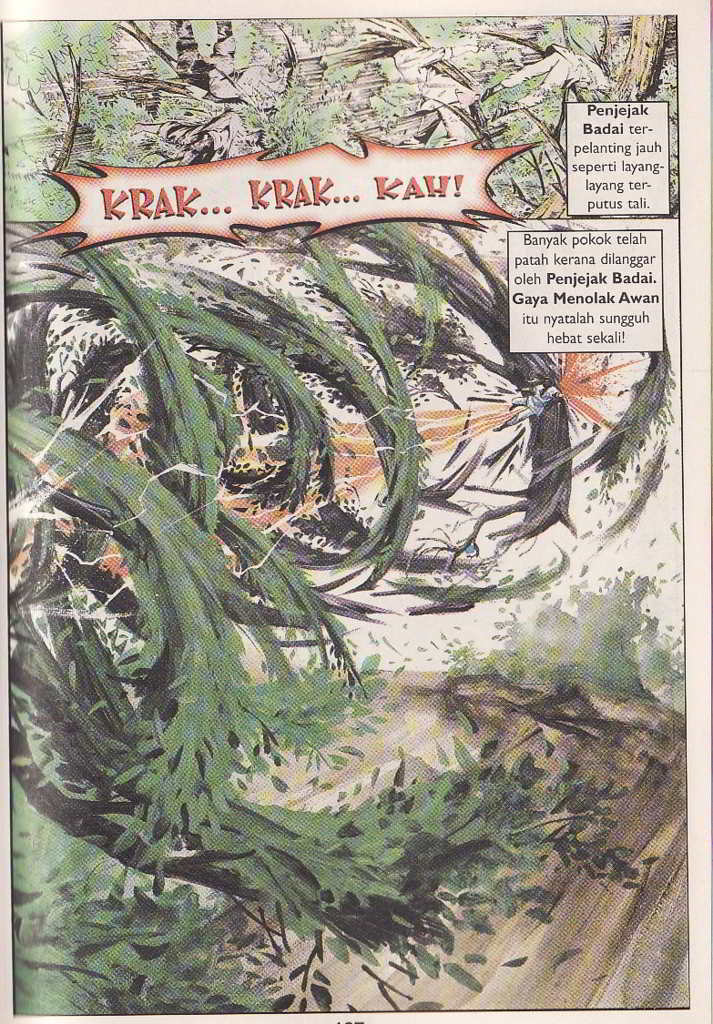 Penjejak
Badai ter-
pelanting jauh
seperti layang-
layang ter-
putus tali.
KRAK... KRAK... KAH!
Banyak pokok telah
patah kerana dilanggar
oleh Penjejak Badai.
Gaya Menolak Awan
itu nyatalah sungguh
hebat sekali!